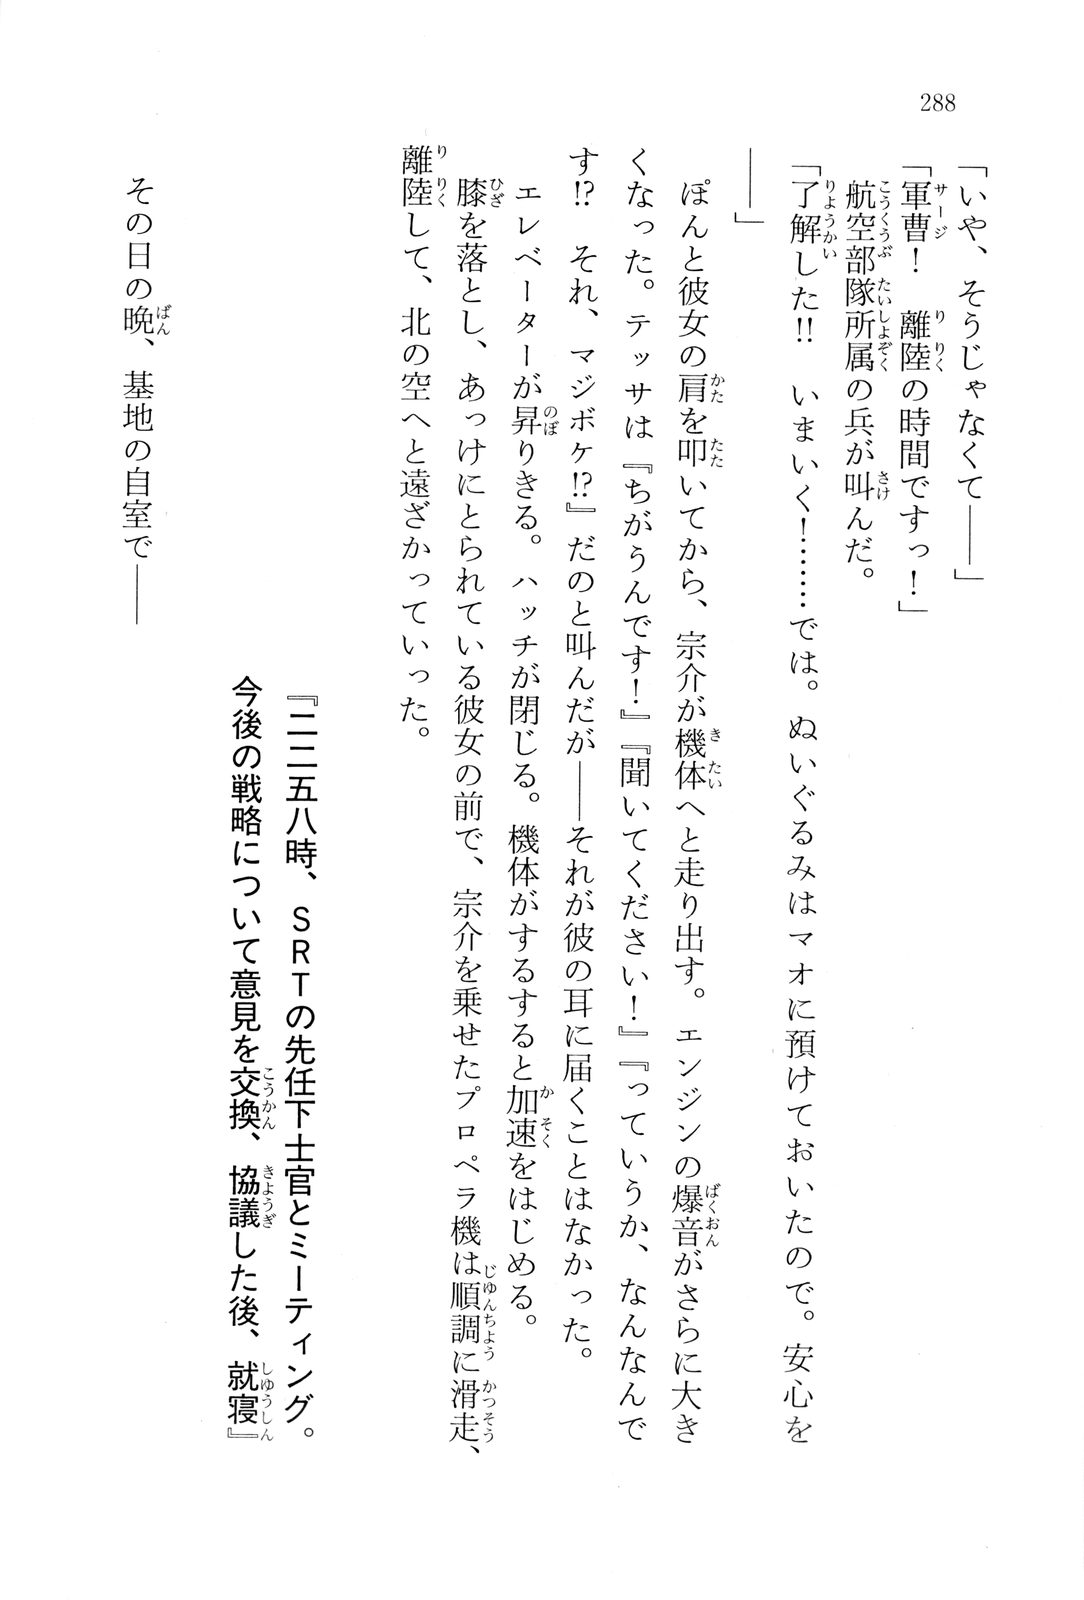 288
「いや、そうじゃなくて――」
「軍曹！　離陸の時間ですっ！」
航空部隊所属の兵が叫んだ。
「了解した!!　いまいく！……では。ぬいぐるみはマオに預けておいたので。安心を
――」
　ぽんと彼女の肩を叩いてから、宗介が機体へと走り出す。エンジンの爆音がさらに大き
くなった。テッサは『ちがうんです！』『聞いてください！』『っていうか、なんなんで
す!?　それ、マジボケ!?』だのと叫んだが――それが彼の耳に届くことはなかった。
　エレベーターが昇りきる。ハッチが閉じる。機体がするすると加速をはじめる。
　膝を落とし、あっけにとられている彼女の前で、宗介を乗せたプロペラ機は順調に滑走、
離陸して、北の空へと遠ざかっていった。
『二二五八時、ＳＲＴの先任下士官とミーティング。
今後の戦略について意見を交換、協議した後、就寝』
　その日の晩、基地の自室で――